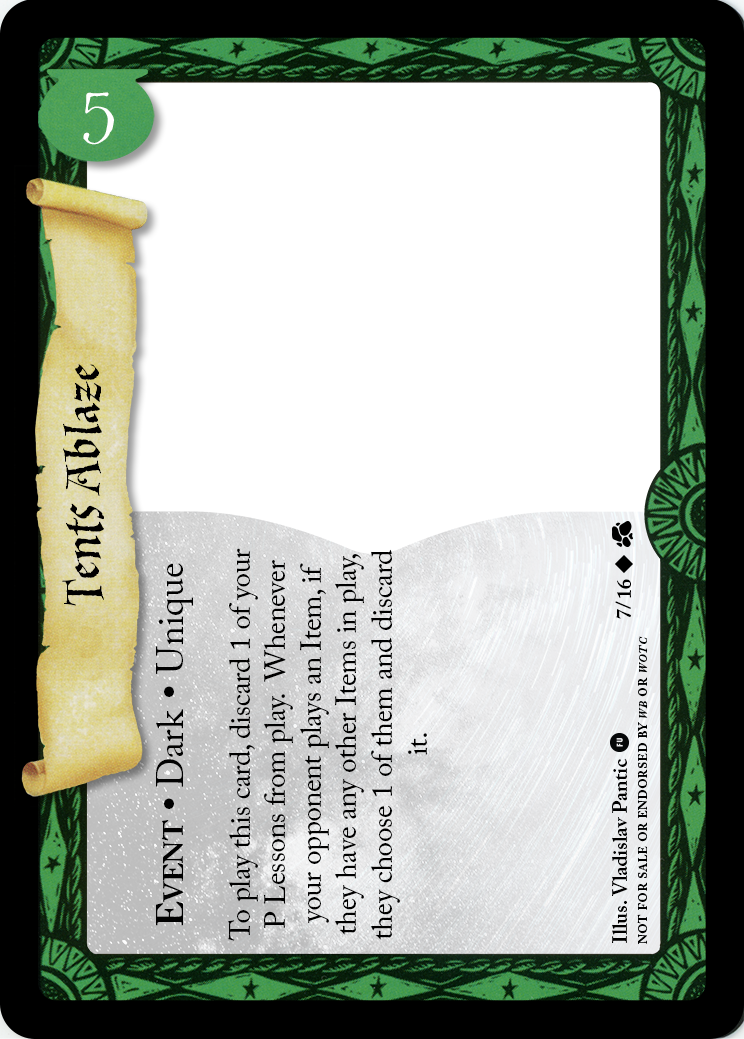 5
Tents Ablaze
EVENT • Dark • Unique
To play this card, discard 1 of your
P Lessons from play. Whenever
your opponent plays an Item, if
they have any other Items in play,
they choose 1 of them and discard
it.
Illus. Vladislav Pantic FU
7/16
NOT FOR SALE OR ENDORSED BY WB OR WOTC